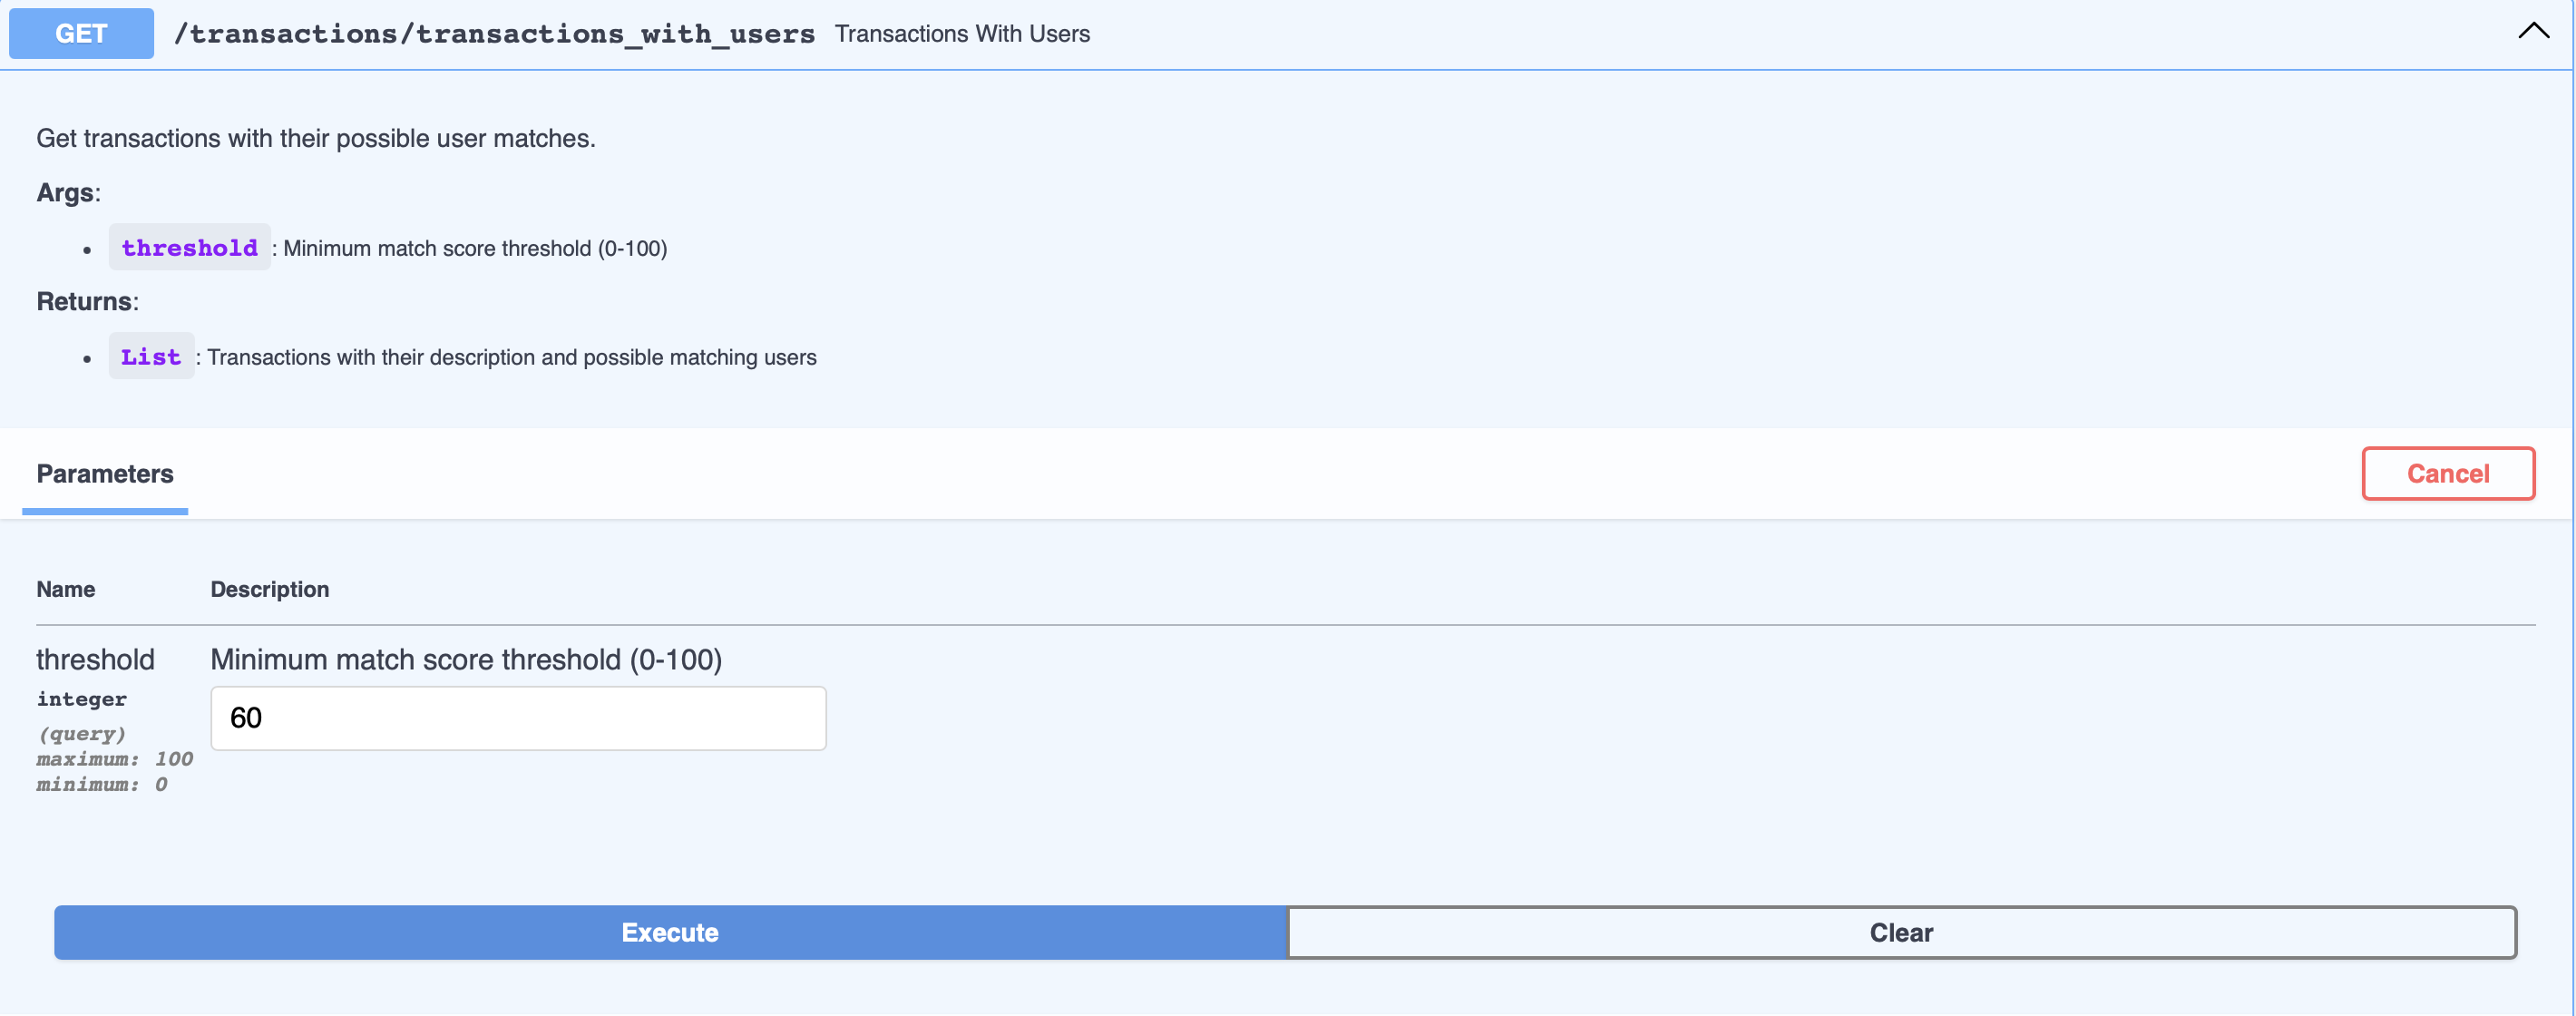 GET /transactions/transactions_with_users Transactions With Users
Get transactions with their possible user matches.
Args:
• threshold : Minimum match score threshold (0-100)
Returns:
• List : Transactions with their description and possible matching users
Parameters Cancel
Name Description
threshold Minimum match score threshold (0-100)
integer
60
(query)
maximum: 100
minimum: 0
Execute Clear